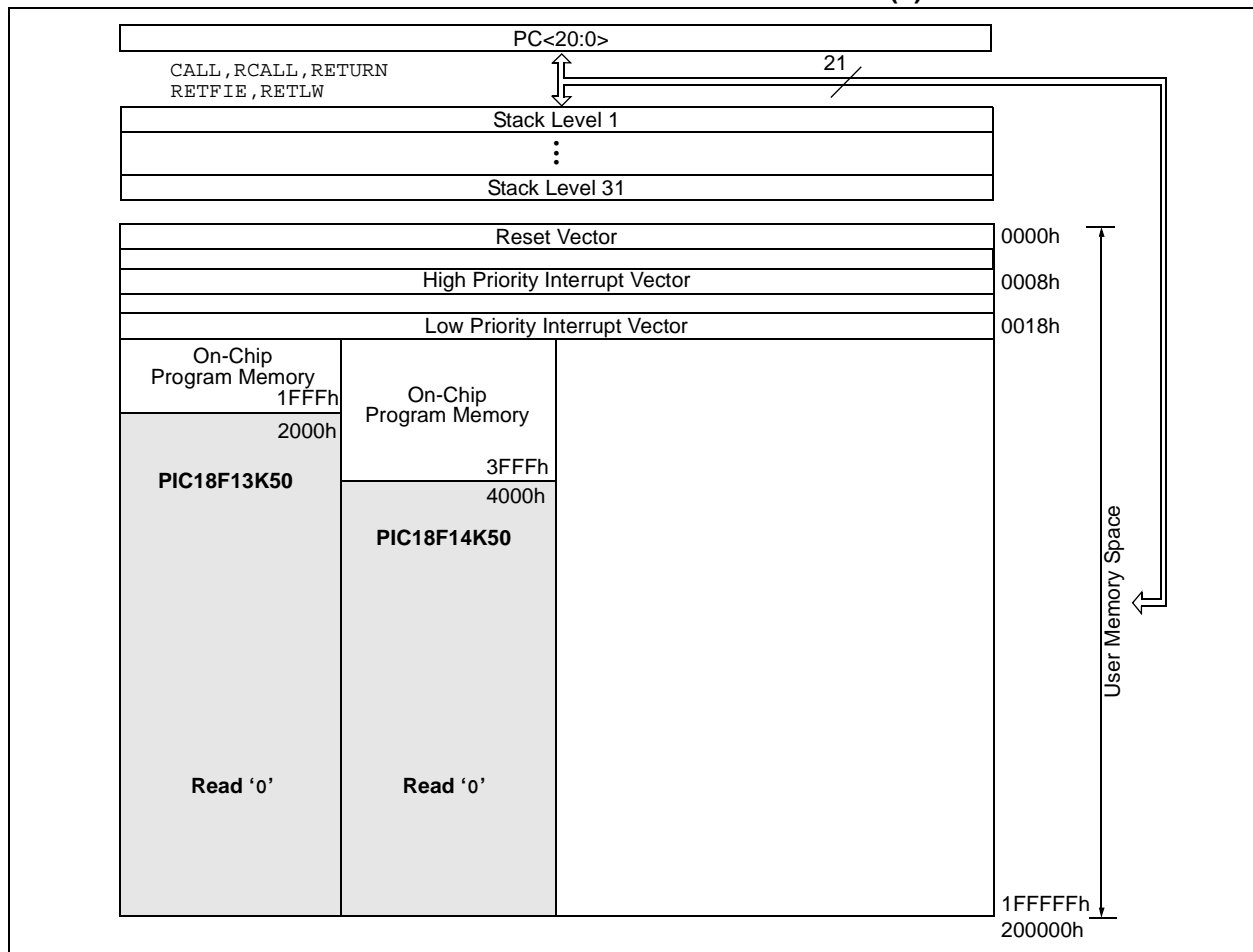 PC<20:0>
21
CALL,RCALL,RETURN
RETFIE,RETLW
Stack Level 1
Stack Level 31
Reset Vector
0000h
High Priority Interrupt Vector
0008h
Low Priority Interrupt Vector
0018h
On-Chip
Program Memory
1FFFh
2000h
PIC18F13K50
Read ‘0’
On-Chip
Program Memory
3FFFh
4000h
PIC18F14K50
Read ‘0’
User Memory Space
1FFFFFh
200000h